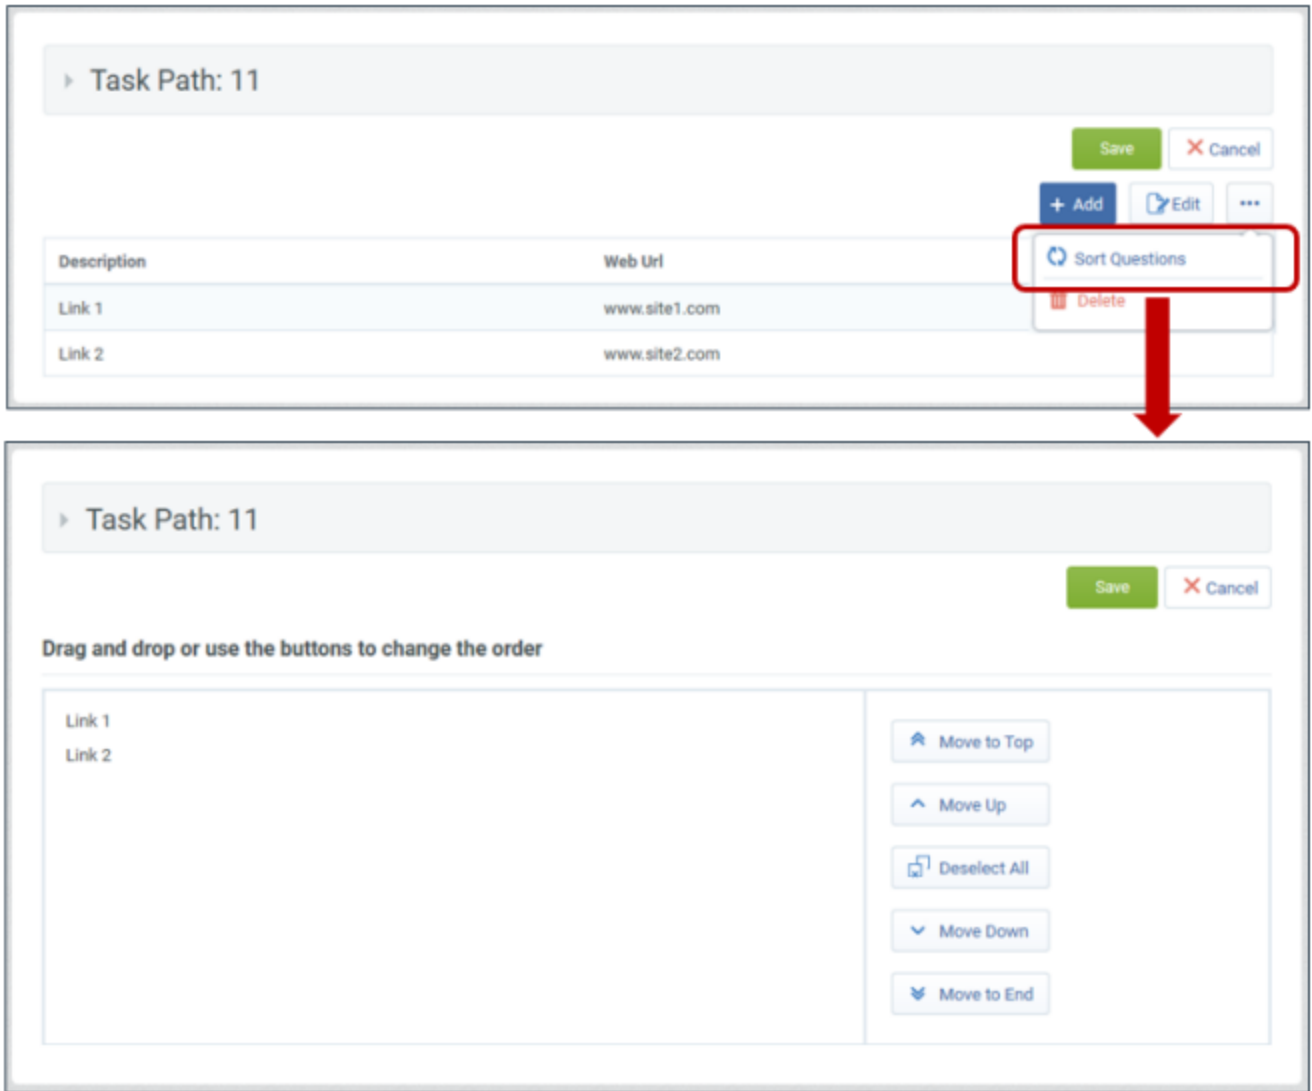 Task Path: 11
Save Cancel
+ Add Edit ...
Description Web Url Sort Questions
Link 1 www.site1.com Delete
Link 2 www.site2.com
Task Path: 11
Save Cancel
Drag and drop or use the buttons to change the order
Link 1
Link 2
Move to Top
Move Up
Deselect All
Move Down
Move to End